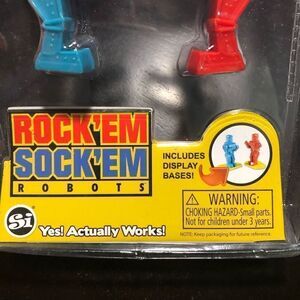 ROCK'EM
SOCK'EM
ROBOTS
INCLUDES
DISPLAY
BASES!
WARNING:
CHOKING HAZARD-Small parts.
Not for children under 3 years.
NOTE: Keep packaging for future reference.
Si
Yes! Actually Works!